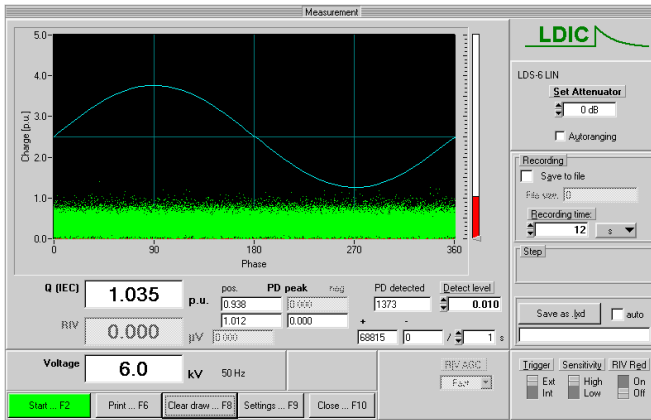 Measurement
5.0-
4.0-
3.0-
2.0-
1.0-
0.0-
Charge [p.u.]
0
90
180
270
360
Phase
LDIC
LDS-6 LIN
Set Attenuator
0 dB
Autoranging
Recording
Save to file
File size: 0
Recording time:
12 s
Step
Save as .lxd auto
Q (IEC) 1.035 p.u.
RIV 0.000 µV
pos. PD peak neg
0.938 0.000
1.012 0.000
0.000
PD detected Detect level
1373 0.010
+ -
68815 0 / 1 s
Voltage 6.0 kV 50 Hz
RIV AGC
Fast
Trigger Sensitivity RIV Red
Ext High On
Int Low Off
Start ... F2 Print ... F6 Clear draw ... F8 Settings ... F9 Close ... F10